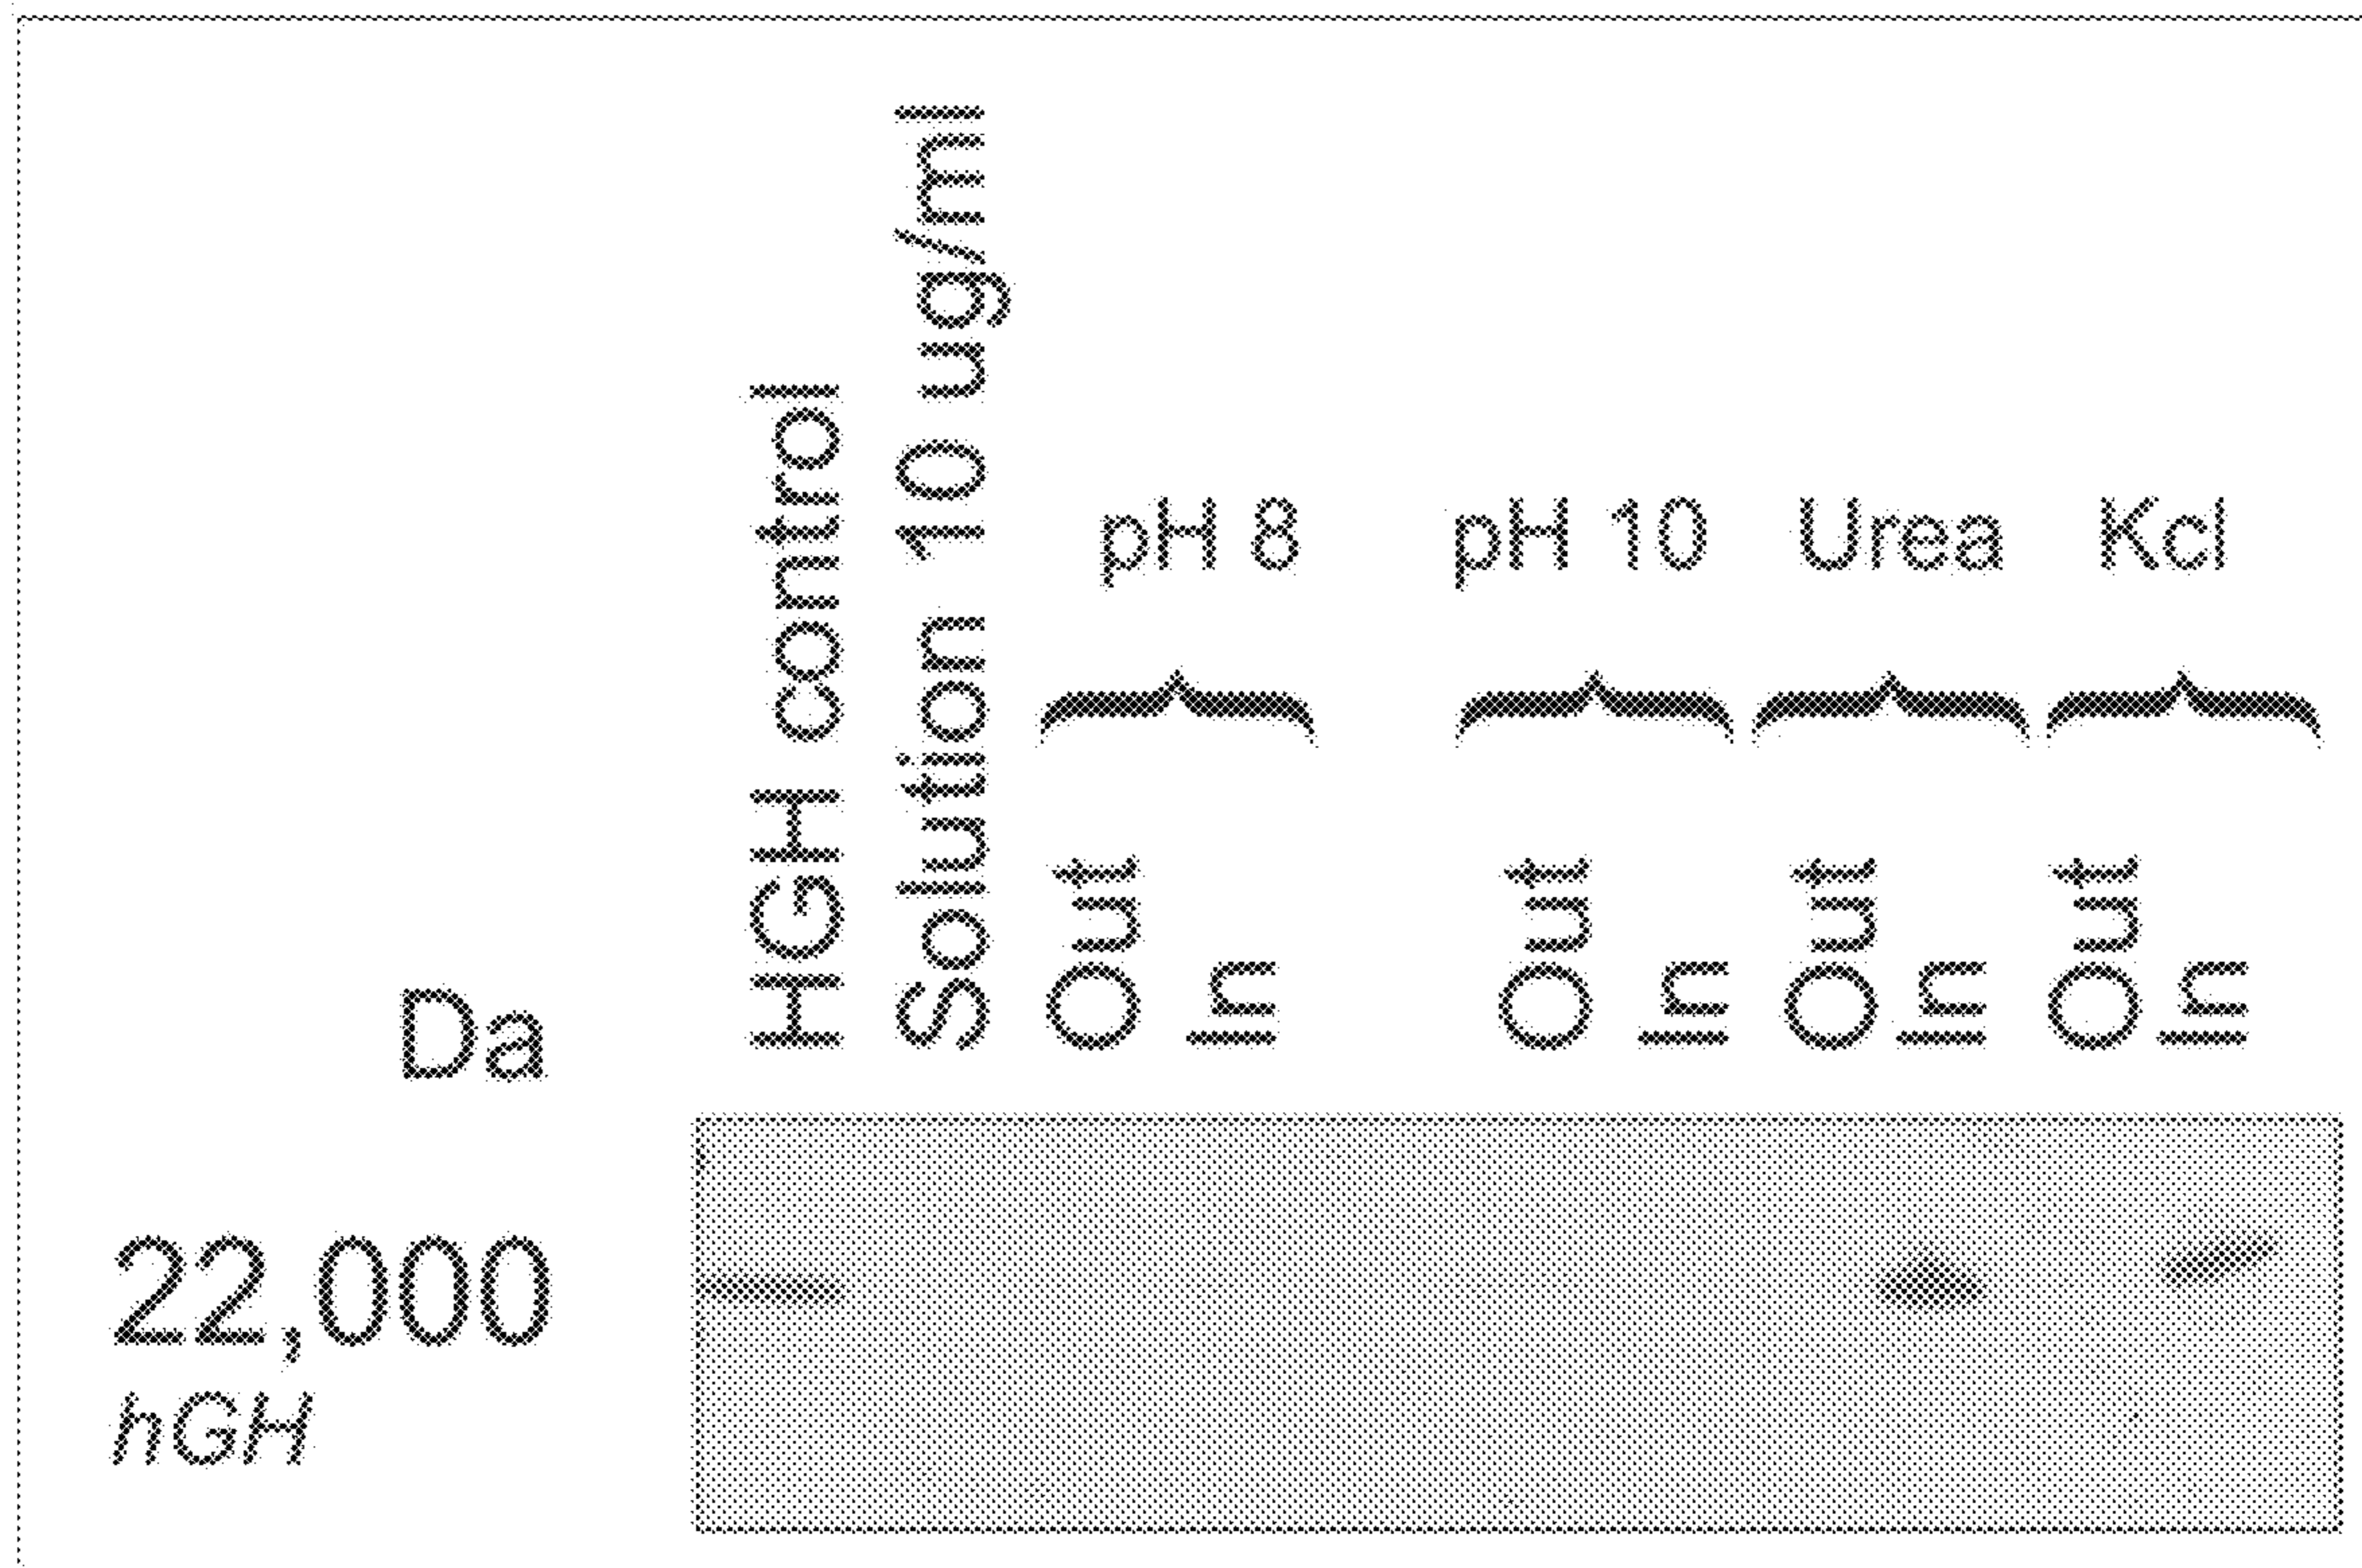 HGH control
Solution 10 ug/ml
pH 8
pH 10
Urea
Kcl
Out
In
Out
In
Out
In
Out
In
Da
22,000
hGH